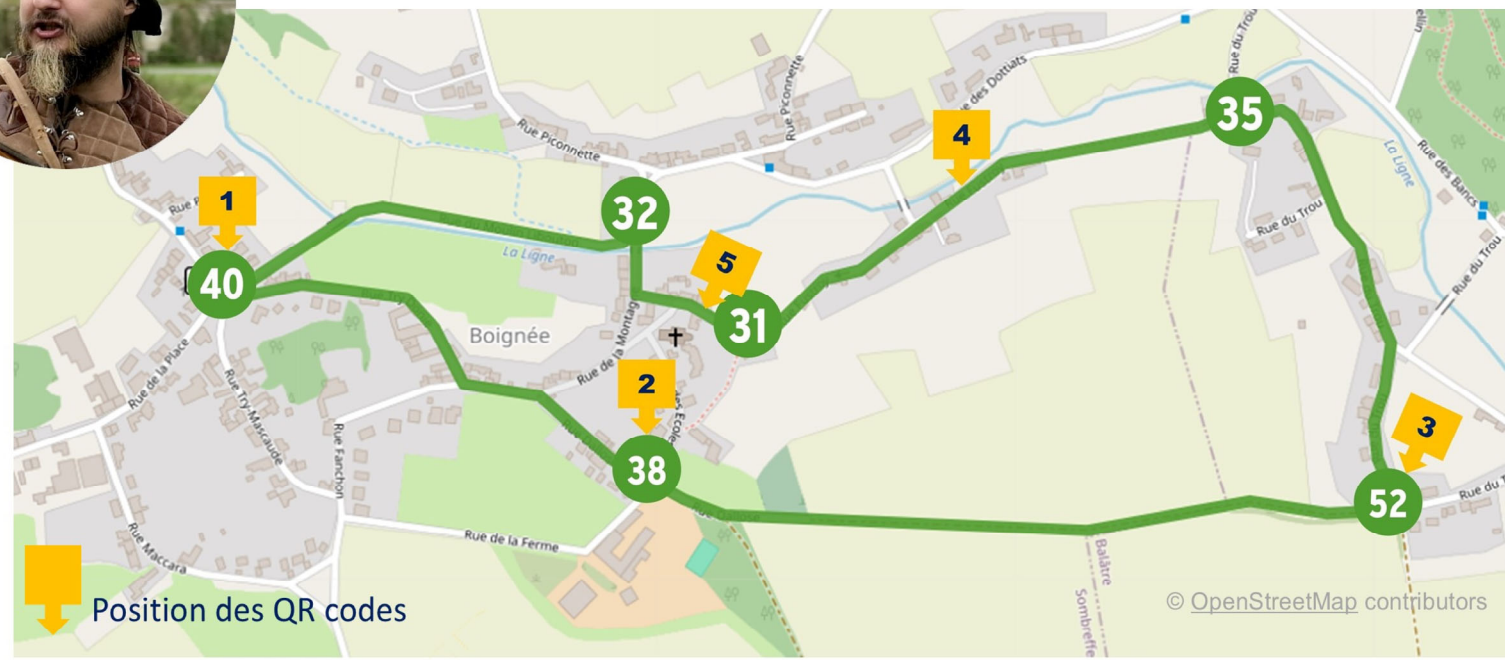 Rue du Trou
Rue des Dottiats
Rue Piconnette
Rue Piconnette
4
35
La Ligne
Rue des Bancs
1
32
Rue du Trou
La Ligne
5
Rue du Trou
40
31
Boignée
Rue de la Montag
Rue de la Place
Rue Try-Mascaude
2
3
Rue Fanchon
38
52
Rue du T
Rue de la Ferme
Rue Maccara
Balâtre
Sombreffe
Position des QR codes
© OpenStreetMap contributors